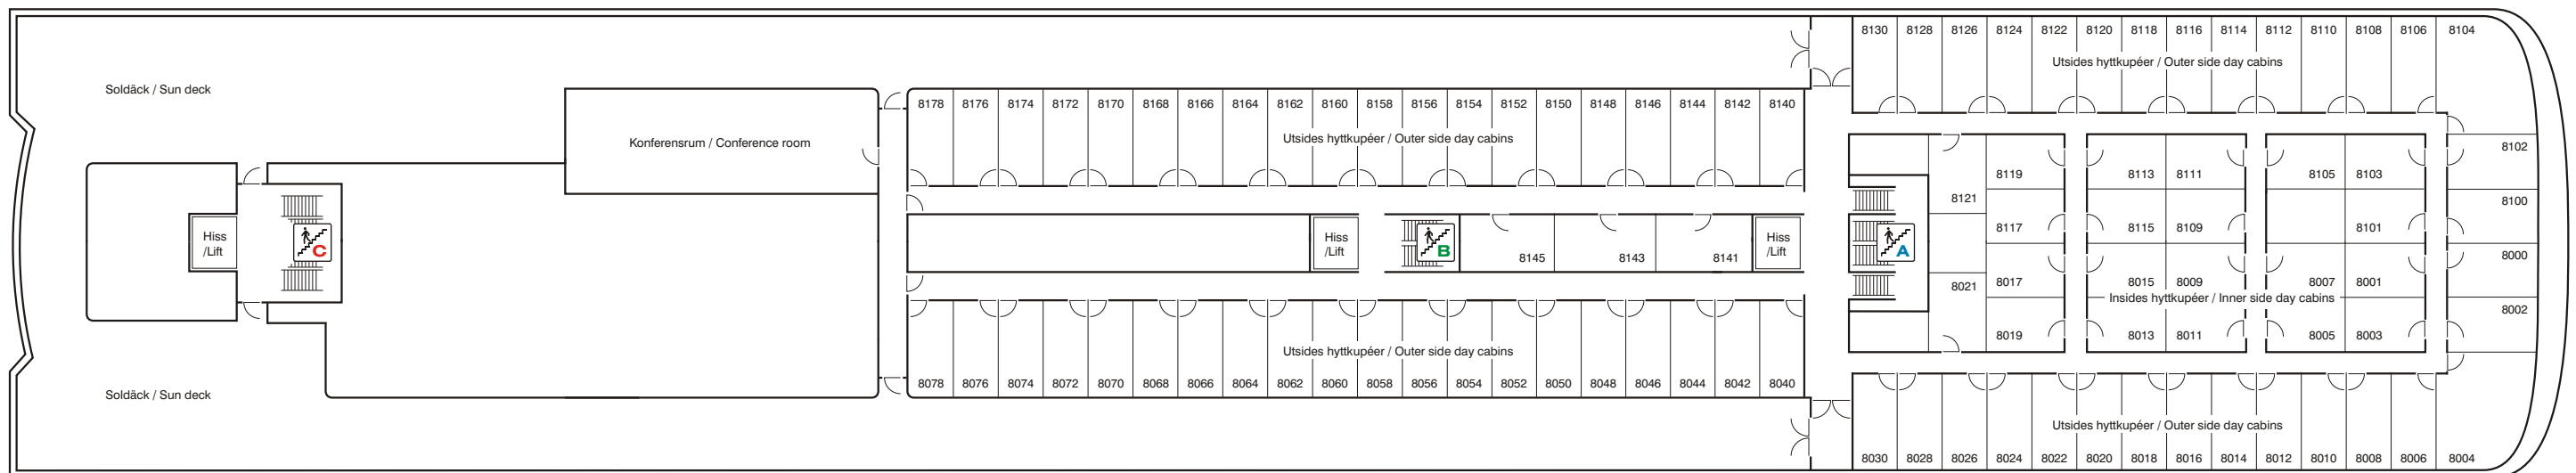 8130 8128 8126 8124 8122 8120 8118 8116 8114 8112 8110 8108 8106 8104
Utsides hyttkupéer / Outer side day cabins
Soldäck / Sun deck
8178 8176 8174 8172 8170 8168 8166 8164 8162 8160 8158 8156 8154 8152 8150 8148 8146 8144 8142 8140
Utsides hyttkupéer / Outer side day cabins
Konferensrum / Conference room
8102
8119 8113 8111 8105 8103
8121
8100
8117 8115 8109 8101
Hiss
/Lift
C
Hiss
/Lift
B
8145 8143 8141
Hiss
/Lift
A
8000
8017 8015 8009 8007 8001
8021
Insides hyttkupéer / Inner side day cabins
8002
8019 8013 8011 8005 8003
Utsides hyttkupéer / Outer side day cabins
8078 8076 8074 8072 8070 8068 8066 8064 8062 8060 8058 8056 8054 8052 8050 8048 8046 8044 8042 8040
Soldäck / Sun deck
Utsides hyttkupéer / Outer side day cabins
8030 8028 8026 8024 8022 8020 8018 8016 8014 8012 8010 8008 8006 8004